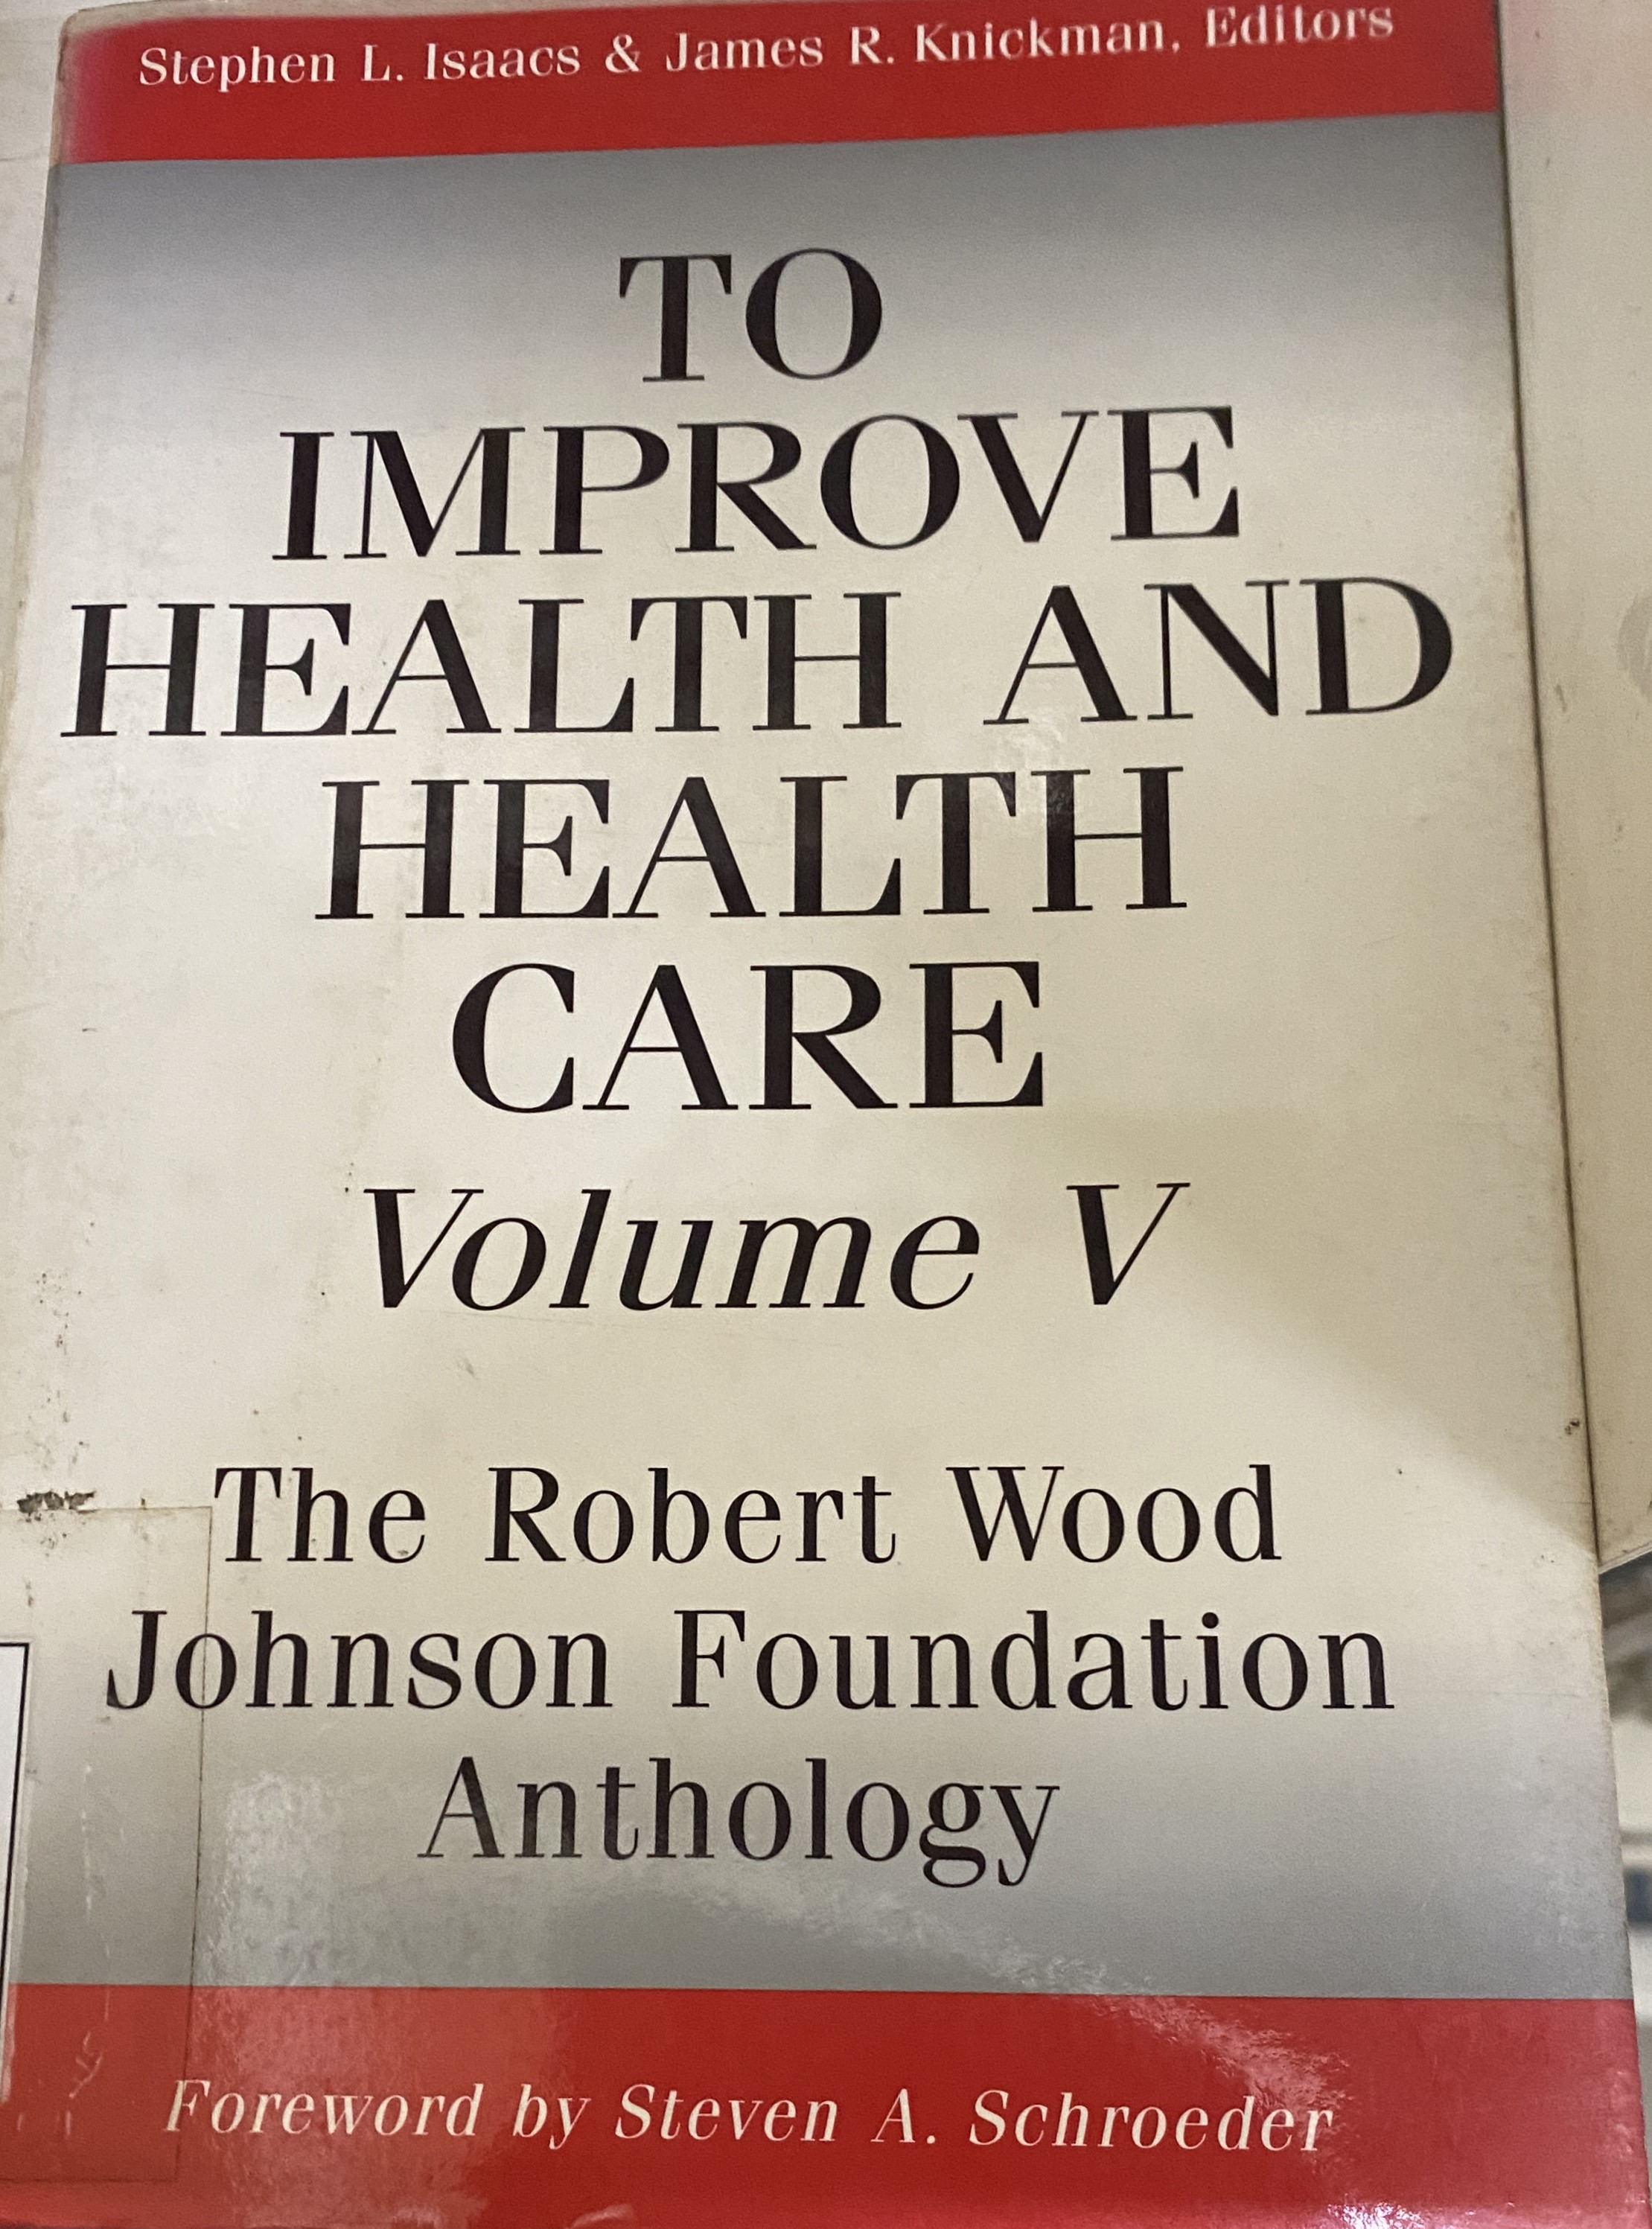 Stephen L. Isaacs & James R. Knickman, Editors
TO
IMPROVE
HEALTH AND
HEALTH
CARE
Volume V
The Robert Wood
Johnson Foundation
Anthology
Foreword by Steven A. Schroeder